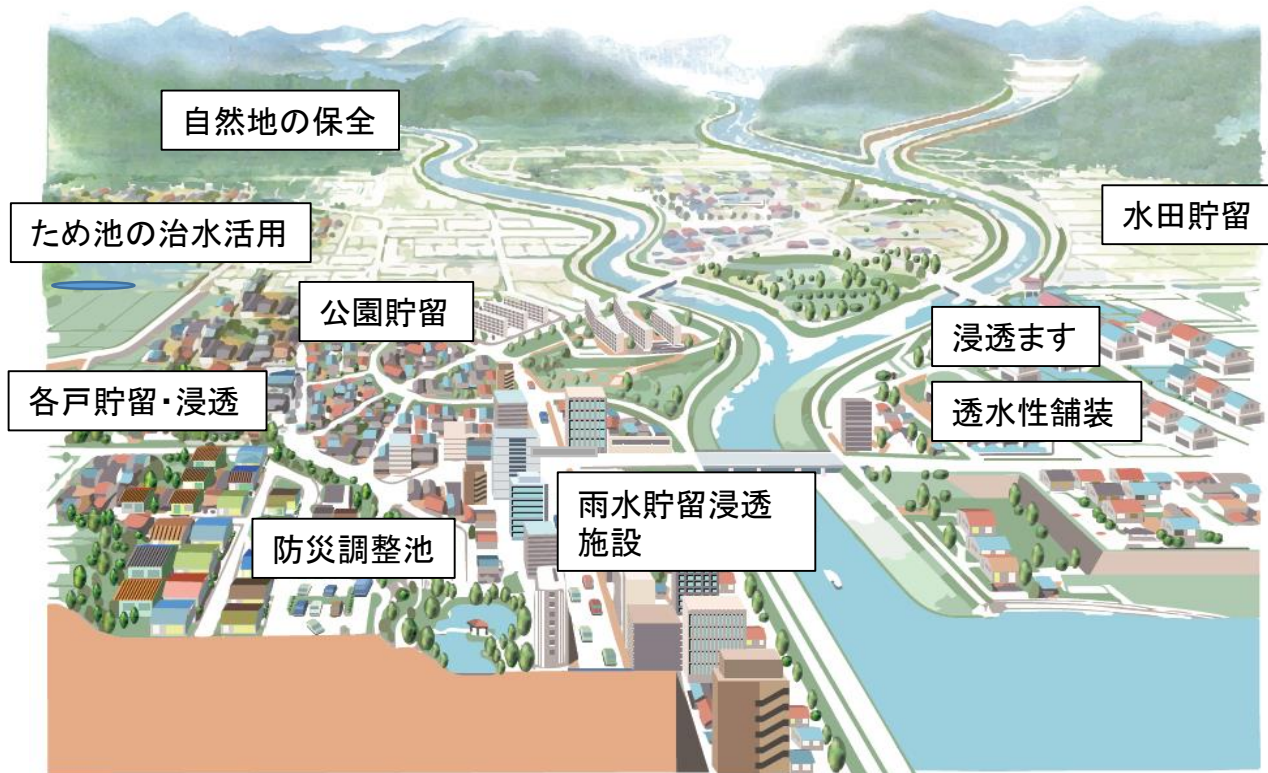 自然地の保全
水田貯留
ため池の治水活用
公園貯留
浸透ます
各戸貯留・浸透
透水性舗装
雨水貯留浸透
施設
防災調整池